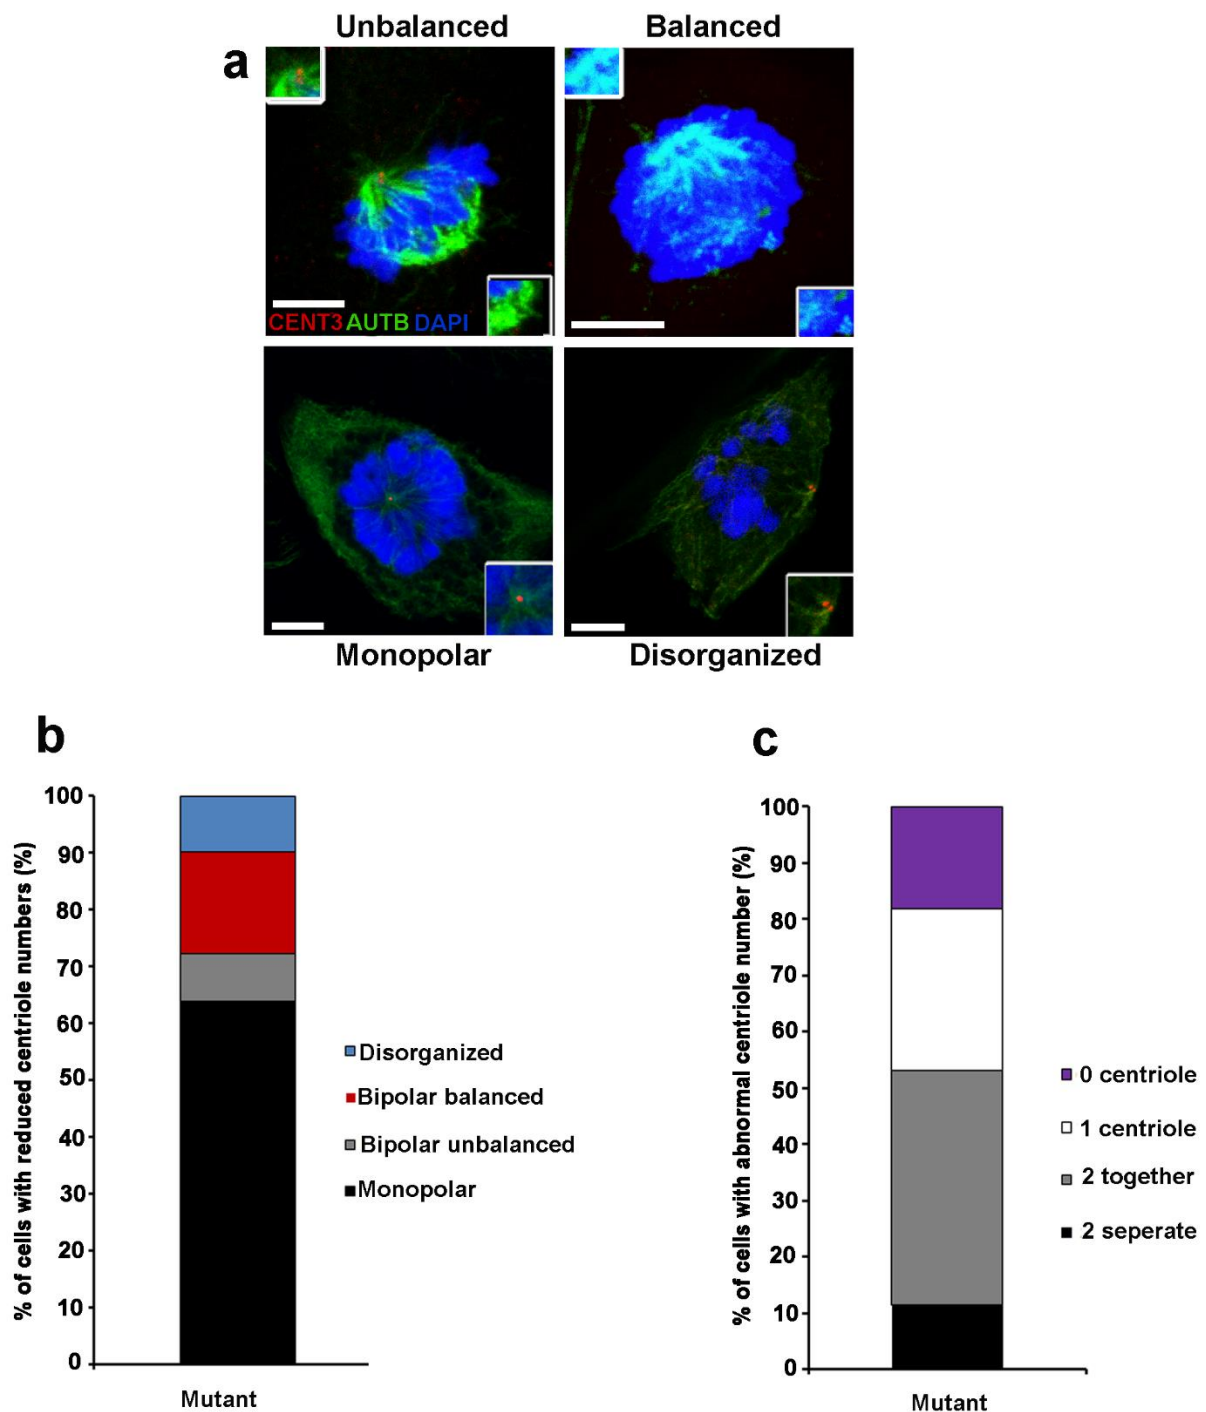 Unbalanced
Balanced
a
CENT3 AUTB DAPI
Monopolar
Disorganized
b
% of cells with reduced centriole numbers (%)
100
90
80
70
60
50
40
30
20
10
0
Disorganized
Bipolar balanced
Bipolar unbalanced
Monopolar
Mutant
c
% of cells with abnormal centriole number (%)
100
90
80
70
60
50
40
30
20
10
0
0 centriole
1 centriole
2 together
2 seperate
Mutant